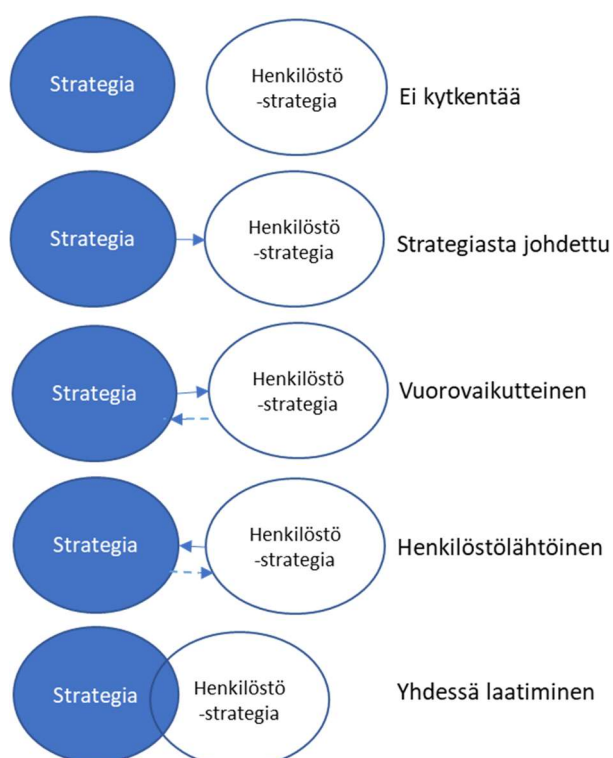 Strategia
Henkilöstö
-strategia
Ei kytkentää
Strategia
Henkilöstö
-strategia
Strategiasta johdettu
Strategia
Henkilöstö
-strategia
Vuorovaikutteinen
Strategia
Henkilöstö
-strategia
Henkilöstölähtöinen
Strategia
Henkilöstö
-strategia
Yhdessä laatiminen